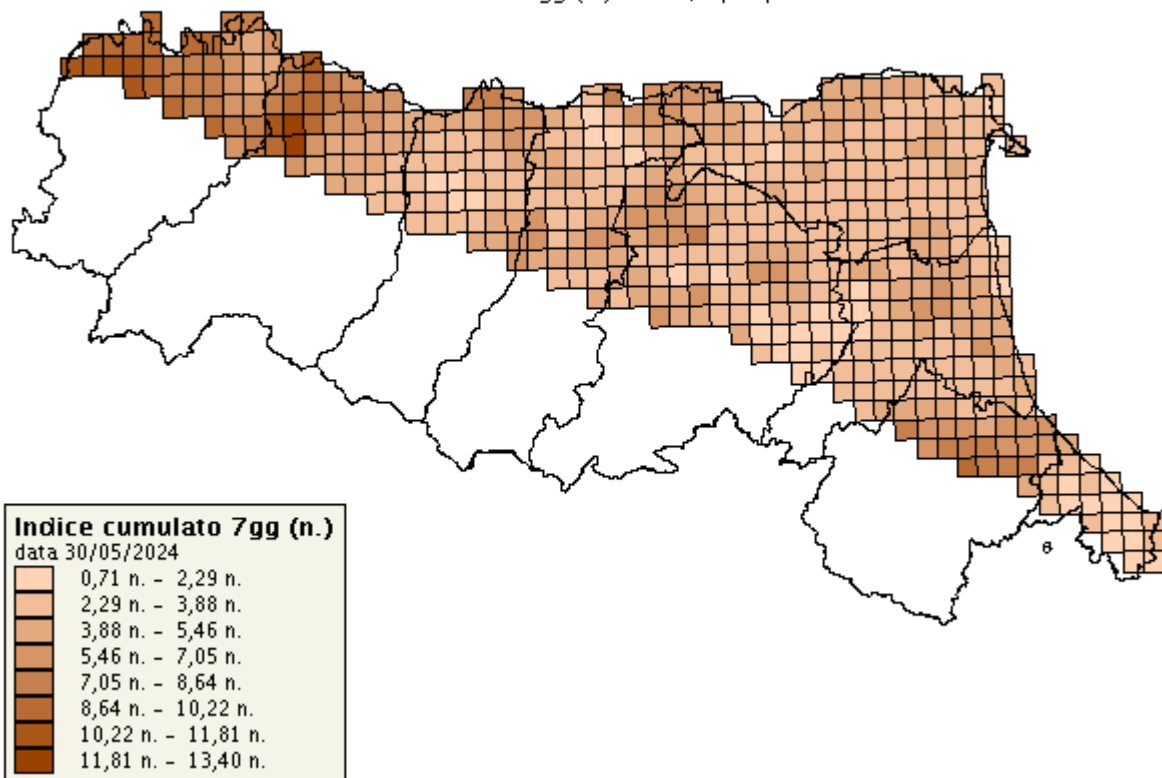 Indice cumulato 7gg (n.)
data 30/05/2024
0,71 n. - 2,29 n.
2,29 n. - 3,88 n.
3,88 n. - 5,46 n.
5,46 n. - 7,05 n.
7,05 n. - 8,64 n.
8,64 n. - 10,22 n.
10,22 n. - 11,81 n.
11,81 n. - 13,40 n.